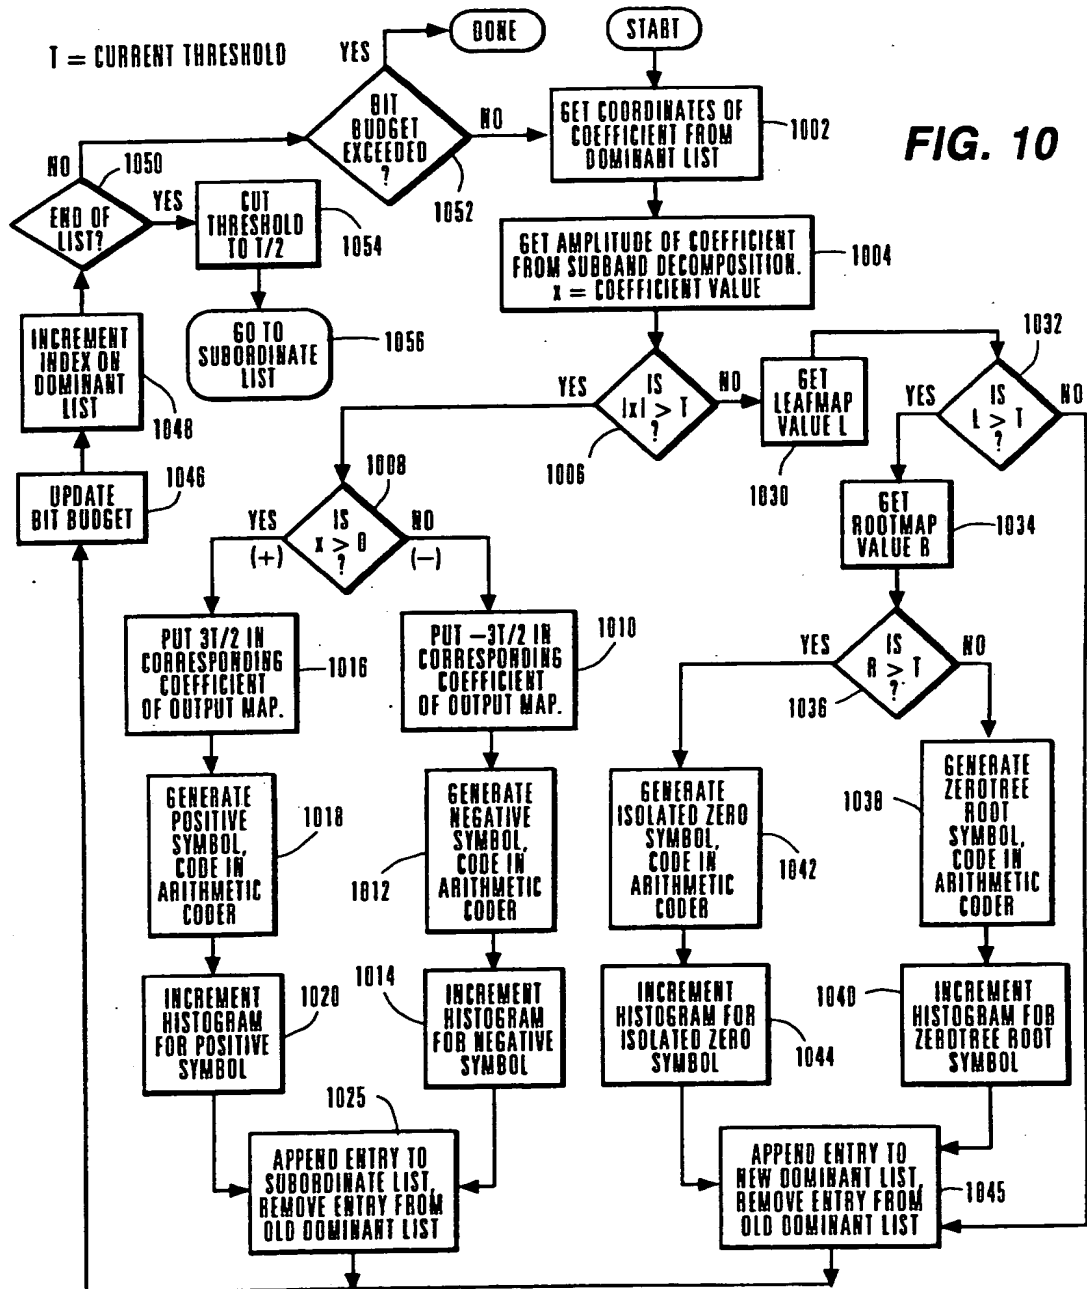 DONE
START
T = CURRENT THRESHOLD
YES
BIT
BUDGET
EXCEEDED
?
NO
1052
GET COORDINATES OF
COEFFICIENT FROM
DOMINANT LIST
1002
FIG. 10
NO
1050
END OF
LIST?
YES
CUT
THRESHOLD
TO T/2
1054
GET AMPLITUDE OF COEFFICIENT
FROM SUBBAND DECOMPOSITION.
x = COEFFICIENT VALUE
1004
GO TO
SUBORDINATE
LIST
1056
INCREMENT
INDEX ON
DOMINANT
LIST
1048
YES
IS
|x| > T
?
NO
1006
GET
LEAFMAP
VALUE L
1030
1032
YES
IS
L > T
?
NO
UPDATE
BIT BUDGET
1046
1008
YES
(+)
IS
x > 0
?
NO
(−)
GET
ROOTMAP
VALUE R
1034
PUT 3T/2 IN
CORRESPONDING
COEFFICIENT
OF OUTPUT MAP.
1016
PUT −3T/2 IN
CORRESPONDING
COEFFICIENT
OF OUTPUT MAP.
1010
YES
IS
R > T
?
NO
1036
GENERATE
POSITIVE
SYMBOL,
CODE IN
ARITHMETIC
CODER
1018
GENERATE
NEGATIVE
SYMBOL,
CODE IN
ARITHMETIC
CODER
1012
GENERATE
ISOLATED ZERO
SYMBOL,
CODE IN
ARITHMETIC
CODER
1042
GENERATE
ZEROTREE
ROOT
SYMBOL,
CODE IN
ARITHMETIC
CODER
1038
INCREMENT
HISTOGRAM
FOR POSITIVE
SYMBOL
1020
INCREMENT
HISTOGRAM
FOR NEGATIVE
SYMBOL
1014
INCREMENT
HISTOGRAM FOR
ISOLATED ZERO
SYMBOL
1044
INCREMENT
HISTOGRAM FOR
ZEROTREE ROOT
SYMBOL
1040
1025
APPEND ENTRY TO
SUBORDINATE LIST,
REMOVE ENTRY FROM
OLD DOMINANT LIST
APPEND ENTRY TO
NEW DOMINANT LIST,
REMOVE ENTRY FROM
OLD DOMINANT LIST
1045